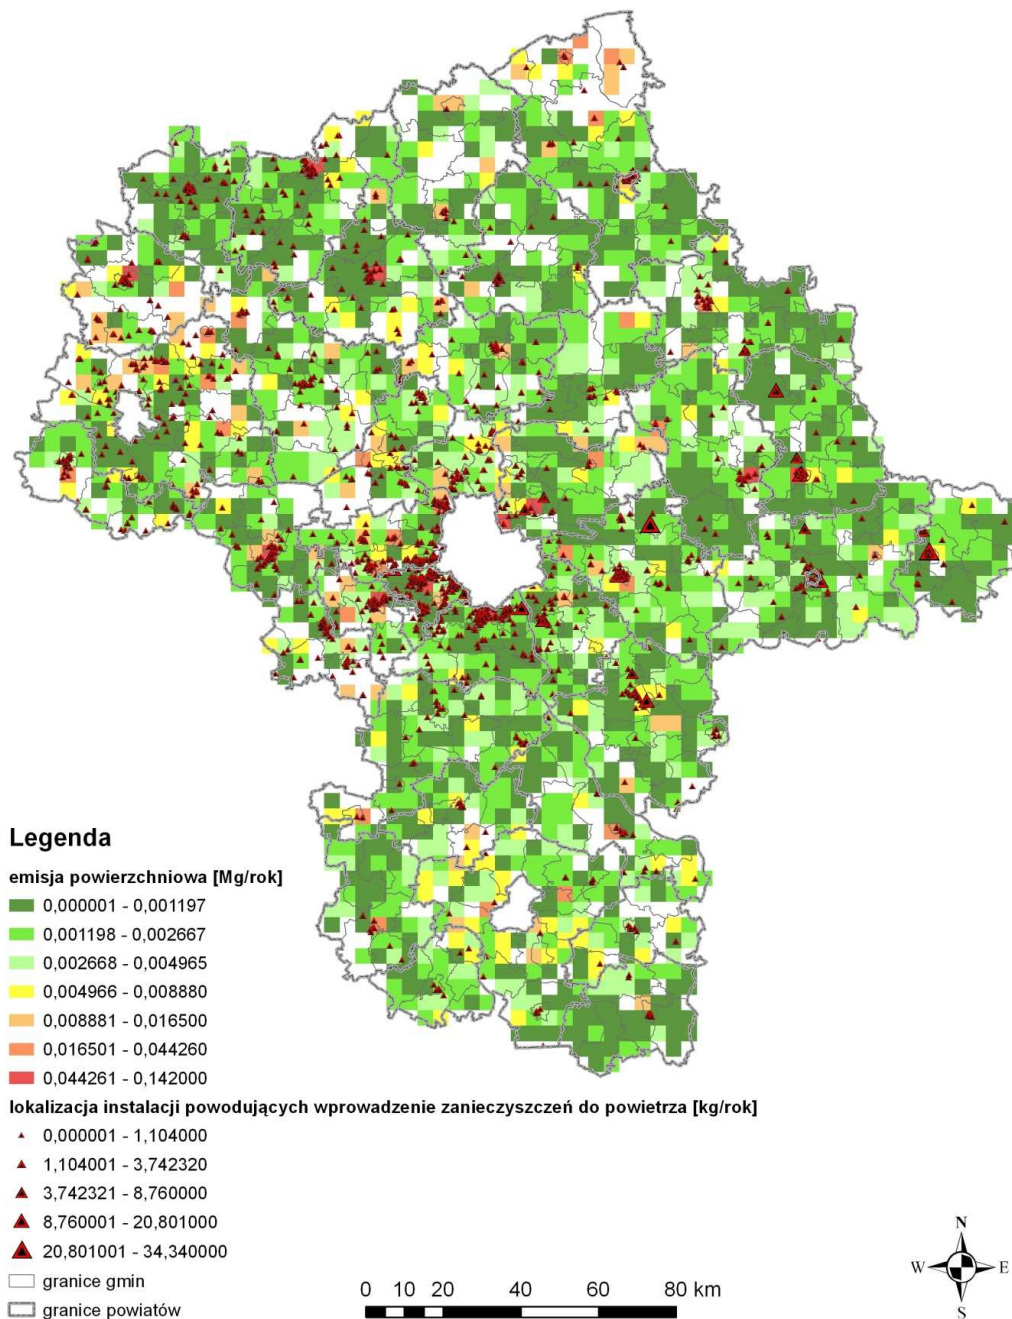 Legenda
emisja powierzchniowa [Mg/rok]
0,000001 - 0,001197
0,001198 - 0,002667
0,002668 - 0,004965
0,004966 - 0,008880
0,008881 - 0,016500
0,016501 - 0,044260
0,044261 - 0,142000
lokalizacja instalacji powodujących wprowadzenie zanieczyszczeń do powietrza [kg/rok]
0,000001 - 1,104000
1,104001 - 3,742320
3,742321 - 8,760000
8,760001 - 20,801000
20,801001 - 34,340000
granice gmin
granice powiatów
0 10 20 40 60 80 km
N
W E
S